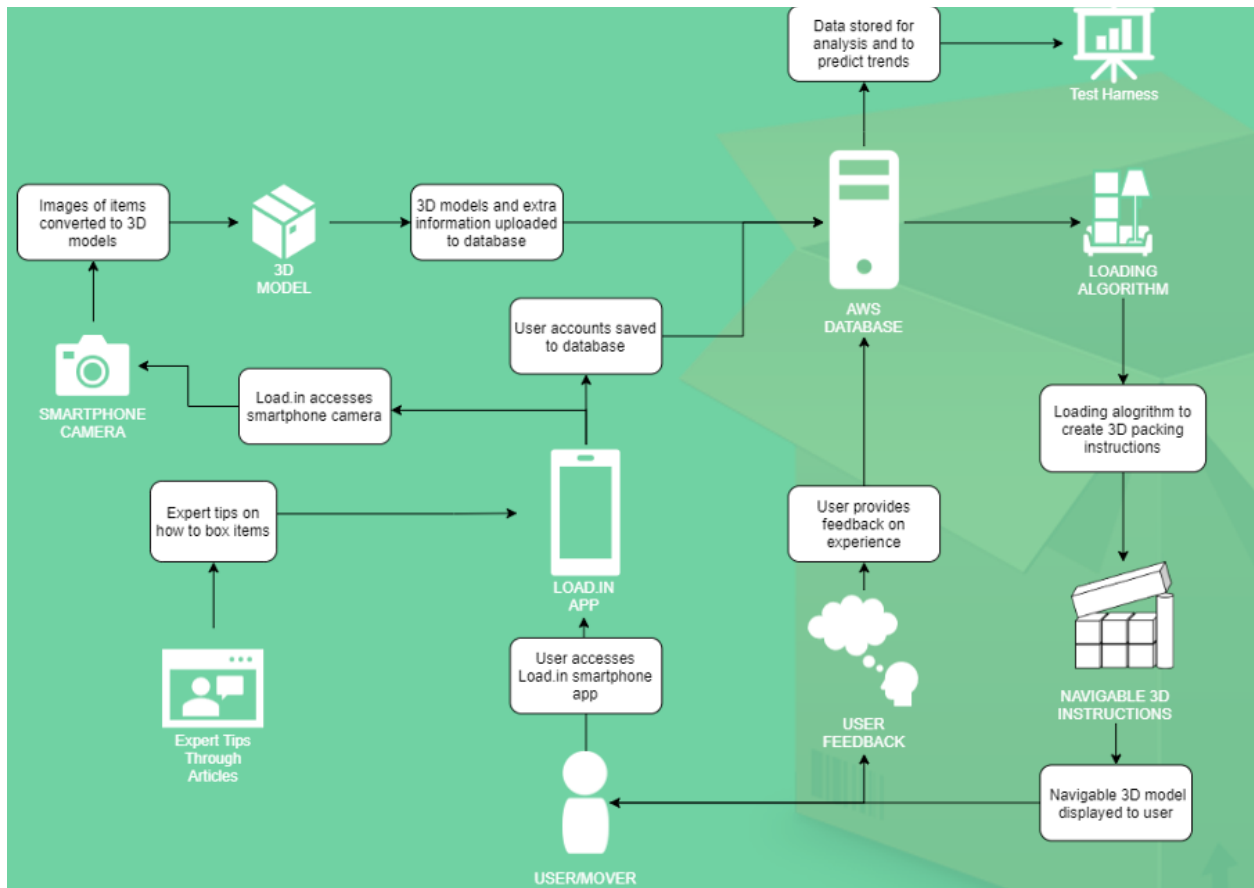 Data stored for
analysis and to
predict trends
Test Harness
Images of items
converted to 3D
models
3D
MODEL
3D models and extra
information uploaded
to database
AWS
DATABASE
LOADING
ALGORITHM
User accounts saved
to database
SMARTPHONE
CAMERA
Load.in accesses
smartphone camera
Loading alogrithm to
create 3D packing
instructions
Expert tips on
how to box items
LOAD.IN
APP
User provides
feedback on
experience
Expert Tips
Through
Articles
User accesses
Load.in smartphone
app
USER
FEEDBACK
NAVIGABLE 3D
INSTRUCTIONS
Navigable 3D model
displayed to user
USER/MOVER